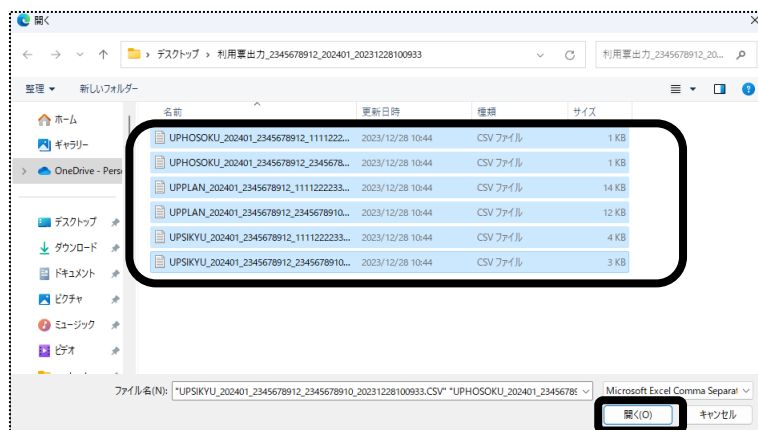 開く
デスクトップ › 利用票出力_2345678912_202401_20231228100933
利用票出力_2345678912_20...
整理 新しいフォルダー
名前 更新日時 種類 サイズ
ホーム
ギャラリー
OneDrive - Perso
デスクトップ
ダウンロード
ドキュメント
ピクチャ
ミュージック
ビデオ
UPHOSOKU_202401_2345678912_1111222... 2023/12/28 10:44 CSV ファイル 1 KB
UPHOSOKU_202401_2345678912_2345678... 2023/12/28 10:44 CSV ファイル 1 KB
UPPLAN_202401_2345678912_1111222233... 2023/12/28 10:44 CSV ファイル 14 KB
UPPLAN_202401_2345678912_2345678910... 2023/12/28 10:44 CSV ファイル 12 KB
UPSIKYU_202401_2345678912_1111222233... 2023/12/28 10:44 CSV ファイル 4 KB
UPSIKYU_202401_2345678912_2345678910... 2023/12/28 10:44 CSV ファイル 3 KB
ファイル名(N): "UPSIKYU_202401_2345678912_2345678910_20231228100933.CSV" "UPHOSOKU_202401_2345678 Microsoft Excel Comma Separat
開く(O) キャンセル